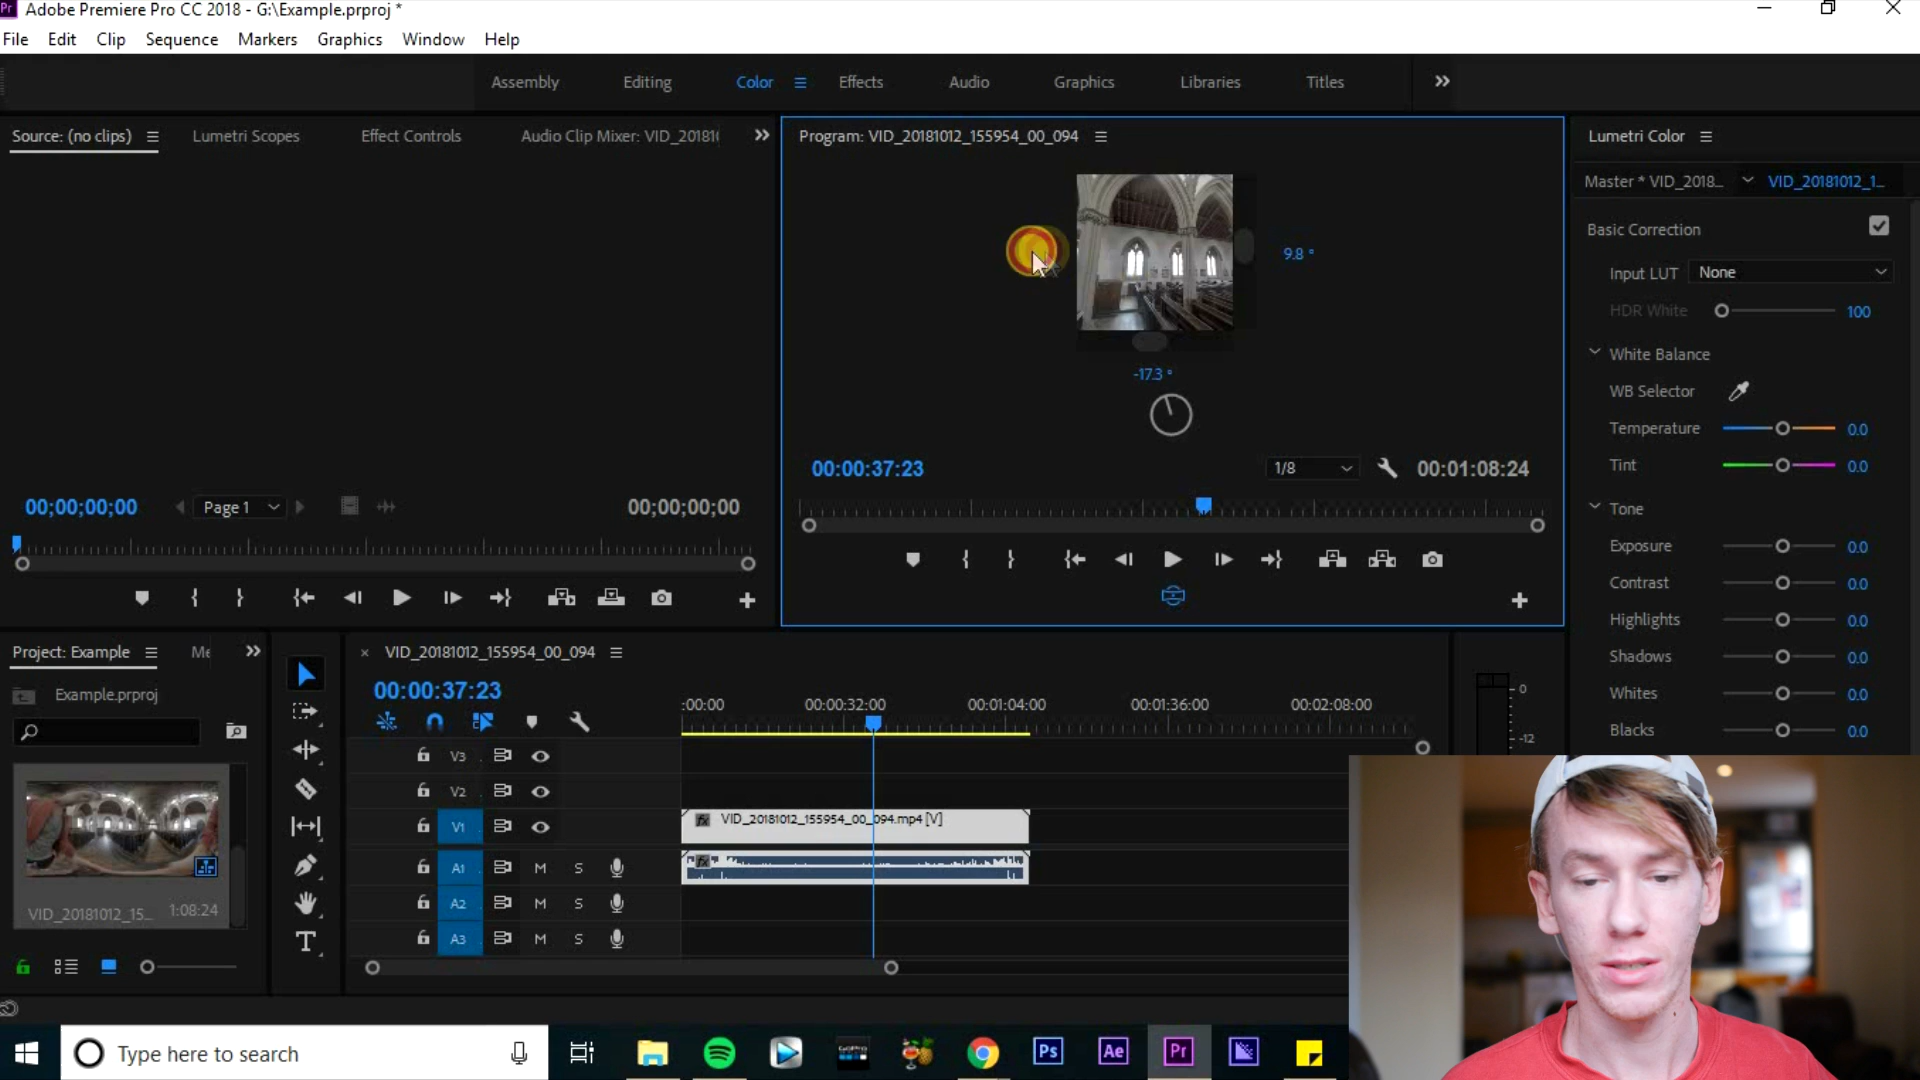 Pr Adobe Premiere Pro CC 2018 - G:\Example.prproj *
File Edit Clip Sequence Markers Graphics Window Help
Assembly Editing Color Effects Audio Graphics Libraries Titles
Source: (no clips) Lumetri Scopes Effect Controls Audio Clip Mixer: VID_20181
Program: VID_20181012_155954_00_094
Lumetri Color
Master * VID_2018... VID_20181012_1...
Basic Correction
Input LUT None
HDR White 100
White Balance
WB Selector
Temperature 0.0
Tint 0.0
Tone
Exposure 0.0
Contrast 0.0
Highlights 0.0
Shadows 0.0
Whites 0.0
Blacks 0.0
9.8 °
-17.3 °
00:00:37:23 1/8 00:01:08:24
00;00;00;00 Page 1 00;00;00;00
Project: Example Me
Example.prproj
VID_20181012_15... 1:08:24
VID_20181012_155954_00_094
00:00:37:23
:00:00 00:00:32:00 00:01:04:00 00:01:36:00 00:02:08:00
V3
V2
V1 fx VID_20181012_155954_00_094.mp4 [V]
A1 M S fx
A2 M S
A3 M S
T
0
-12
Type here to search
Ps Ae Pr